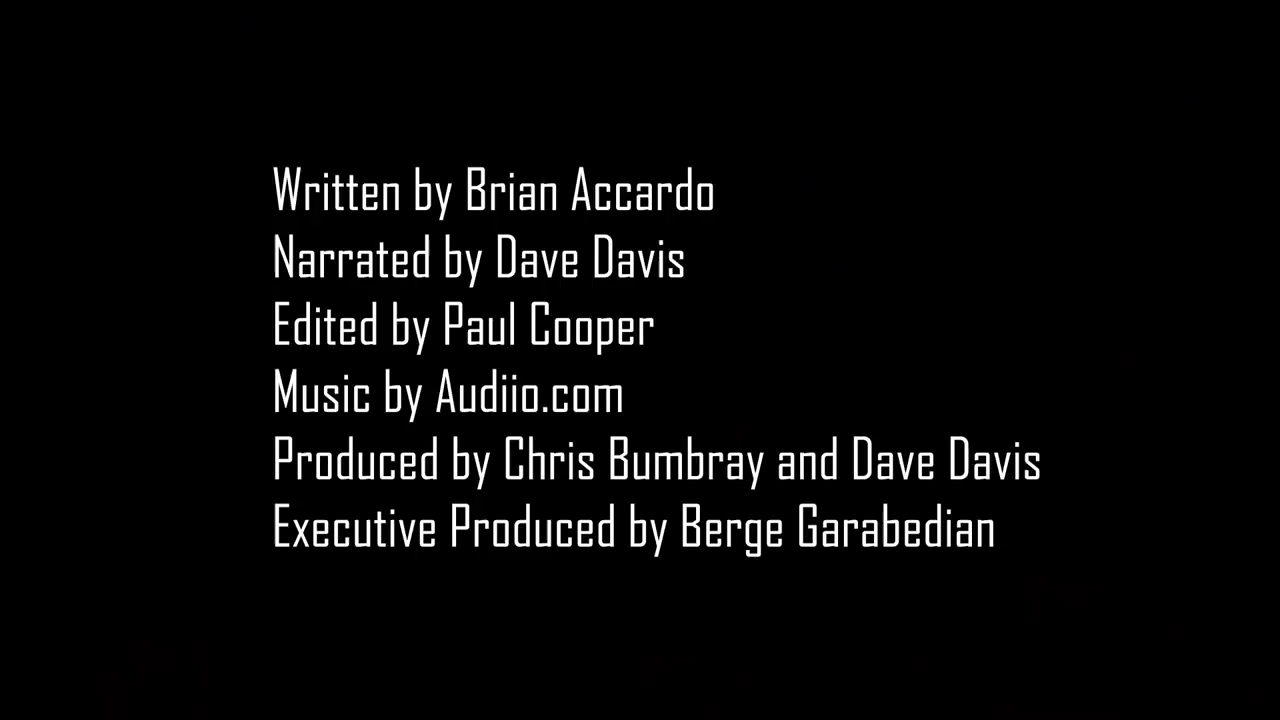 Written by Brian Accardo
Narrated by Dave Davis
Edited by Paul Cooper
Music by Audiio.com
Produced by Chris Bumbray and Dave Davis
Executive Produced by Berge Garabedian